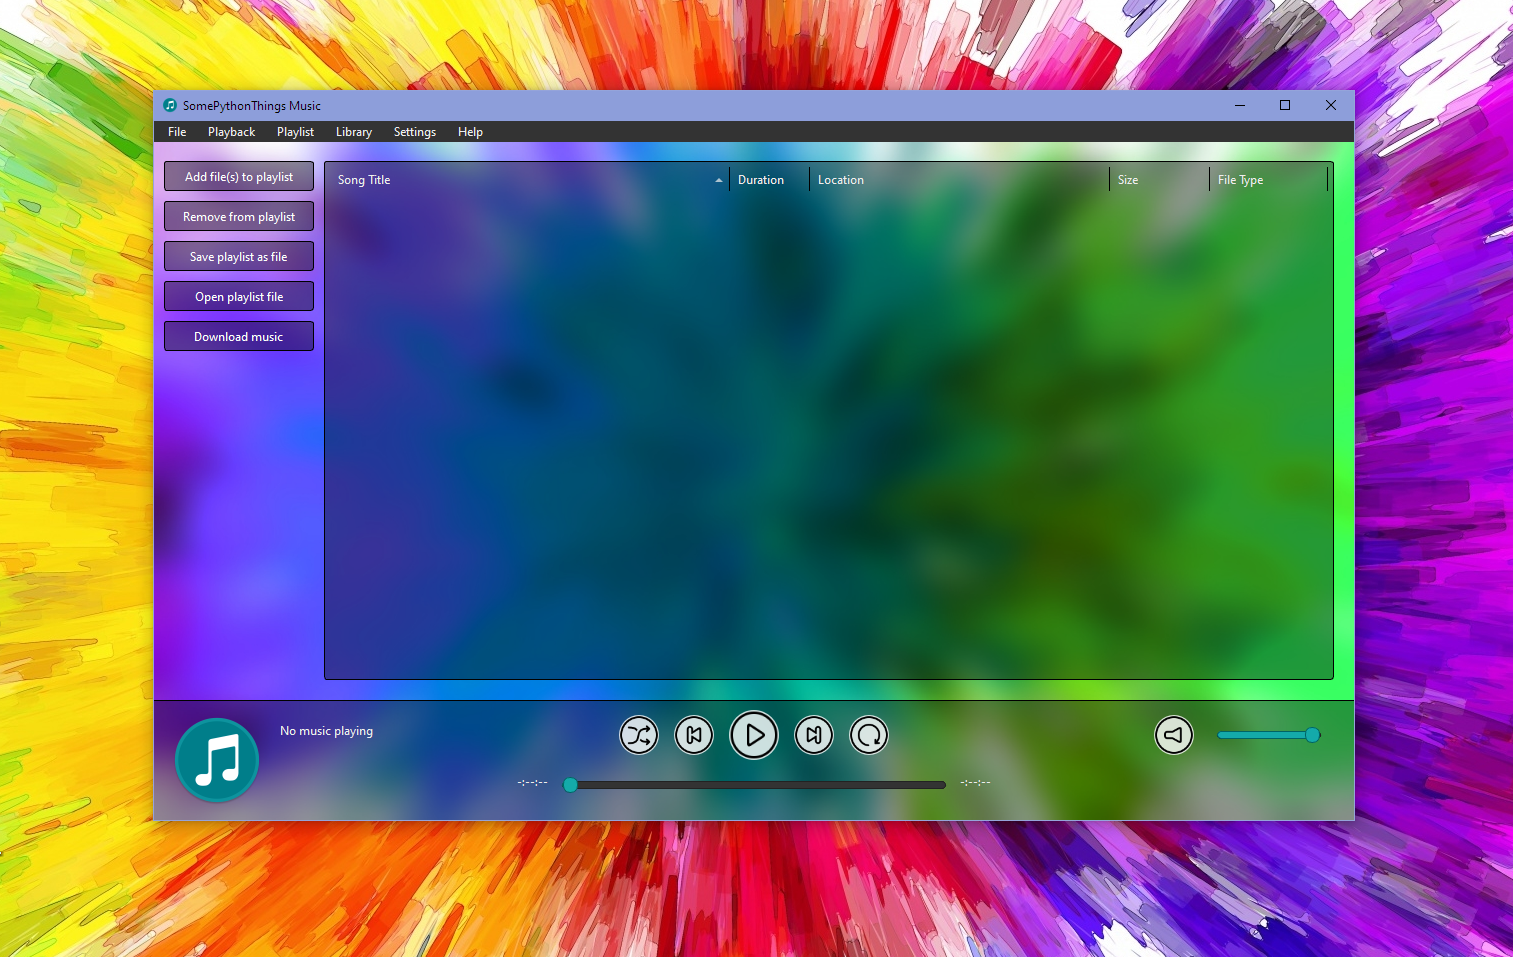 SomePythonThings Music
File Playback Playlist Library Settings Help
Add file(s) to playlist
Remove from playlist
Save playlist as file
Open playlist file
Download music
Song Title Duration Location Size File Type
No music playing
-:--:-- -:--:--